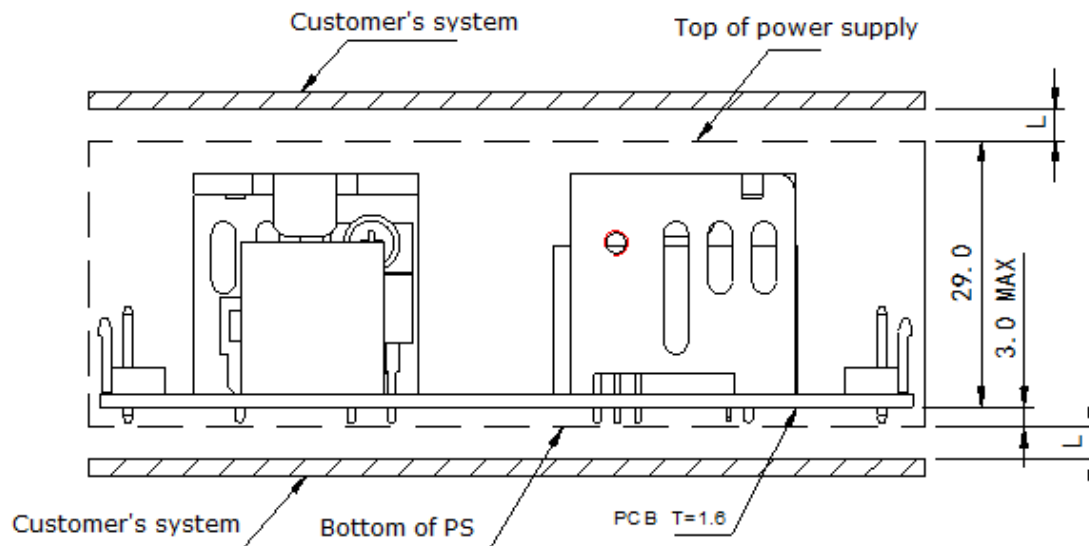 Customer's system
Top of power supply
L
29.0
3.0 MAX
L
Customer's system
Bottom of PS
PCB T=1.6